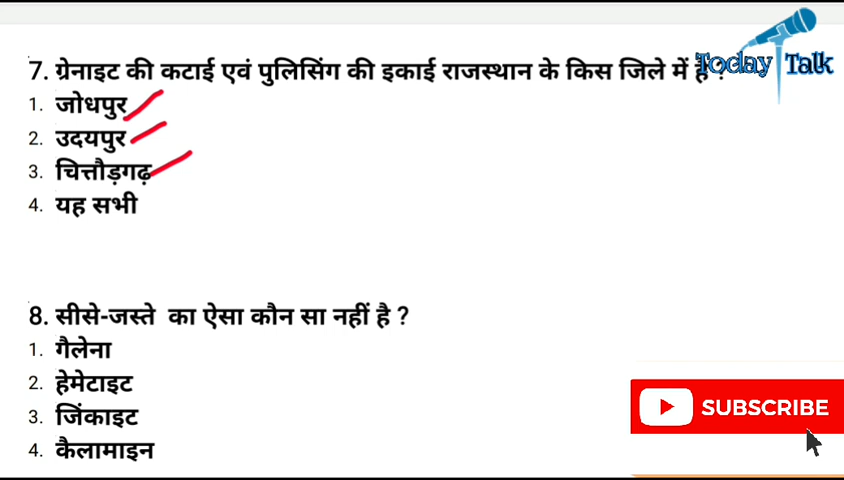 7. ग्रेनाइट की कटाई एवं पुलिसिंग की इकाई राजस्थान के किस जिले में है ?
Today Talk
1. जोधपुर
2. उदयपुर
3. चित्तौड़गढ़
4. यह सभी
8. सीसे-जस्ते का ऐसा कौन सा नहीं है ?
1. गैलेना
2. हेमेटाइट
3. जिंकाइट
4. कैलामाइन
SUBSCRIBE